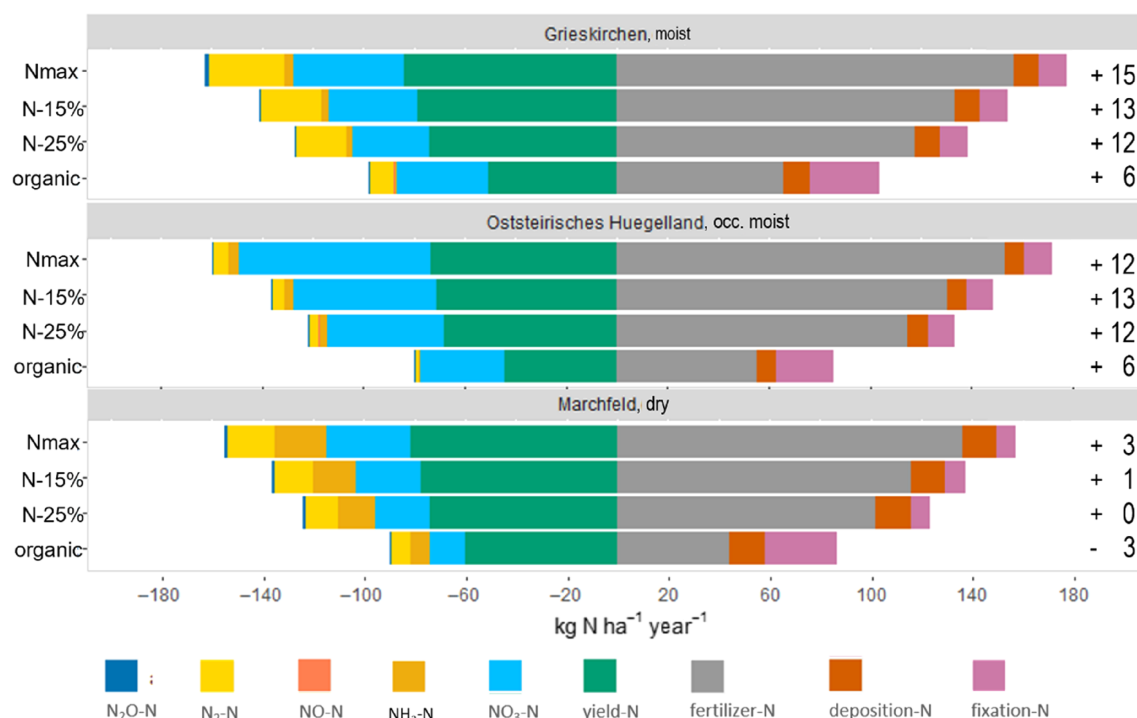 Grieskirchen, moist
Nmax + 15
N-15% + 13
N-25% + 12
organic + 6
Oststeirisches Huegelland, occ. moist
Nmax + 12
N-15% + 13
N-25% + 12
organic + 6
Marchfeld, dry
Nmax + 3
N-15% + 1
N-25% + 0
organic - 3
−180 −140 −100 −60 −20 20 60 100 140 180
kg N ha⁻¹ year⁻¹
N₂O-N N₂-N NO-N NH₃-N NO₃-N yield-N fertilizer-N deposition-N fixation-N